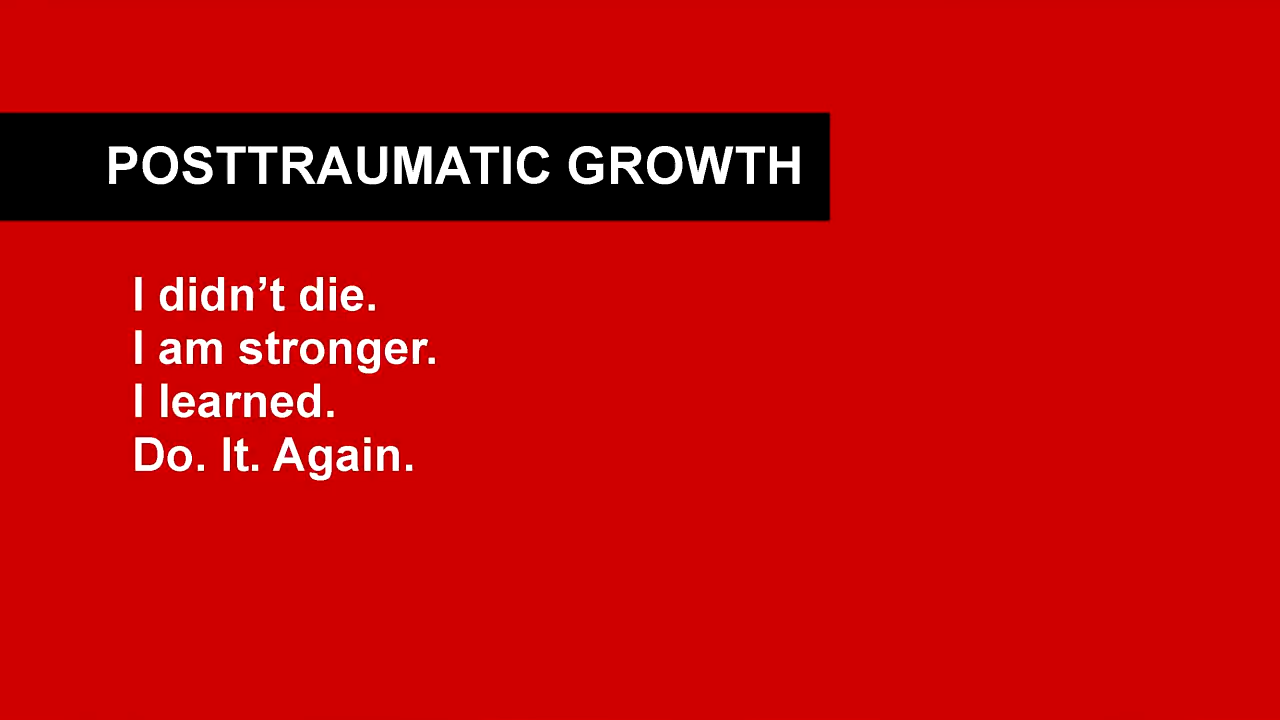 POSTTRAUMATIC GROWTH
I didn’t die.
I am stronger.
I learned.
Do. It. Again.